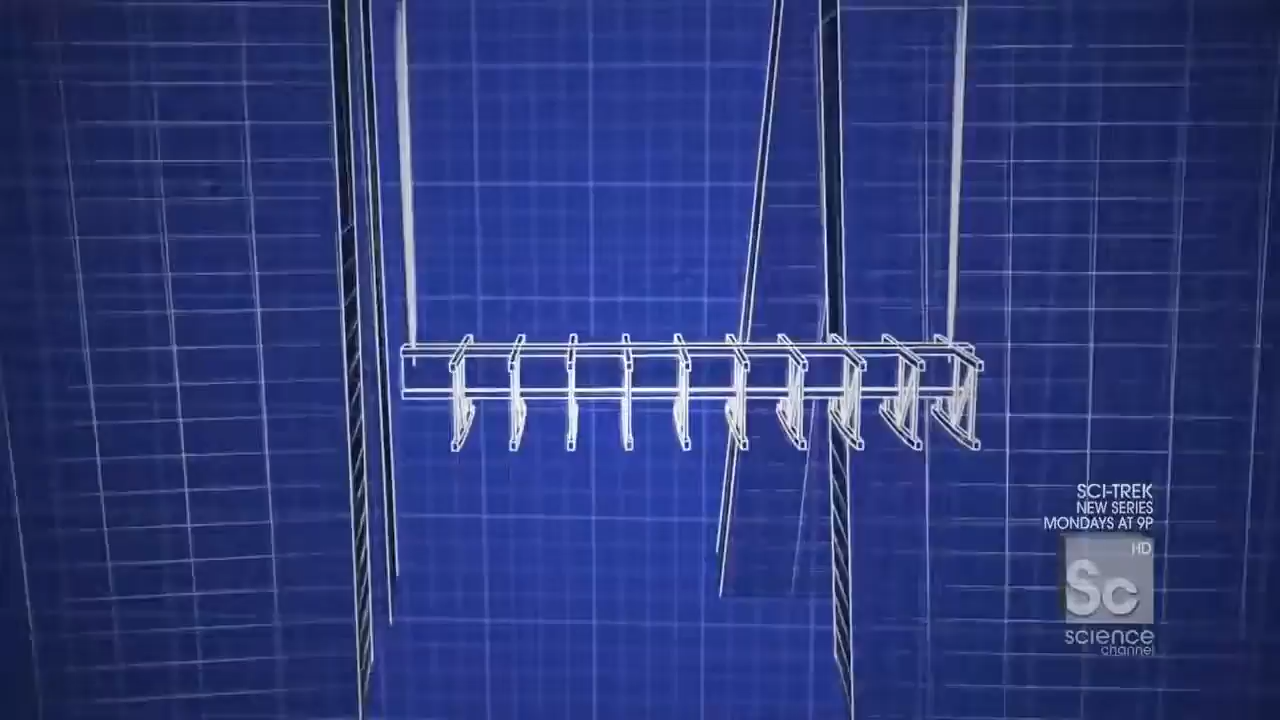 SCI-TREK
NEW SERIES
MONDAYS AT 9P
HD
Sc
science
channel